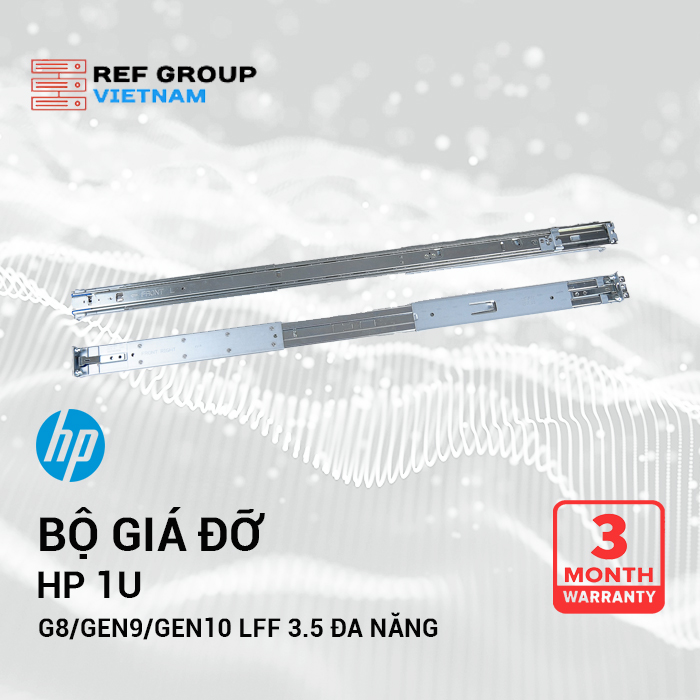 REF GROUP
VIETNAM
FRONT L
hp
BỘ GIÁ ĐỠ
HP 1U
G8/GEN9/GEN10 LFF 3.5 ĐA NĂNG
3
MONTH
WARRANTY